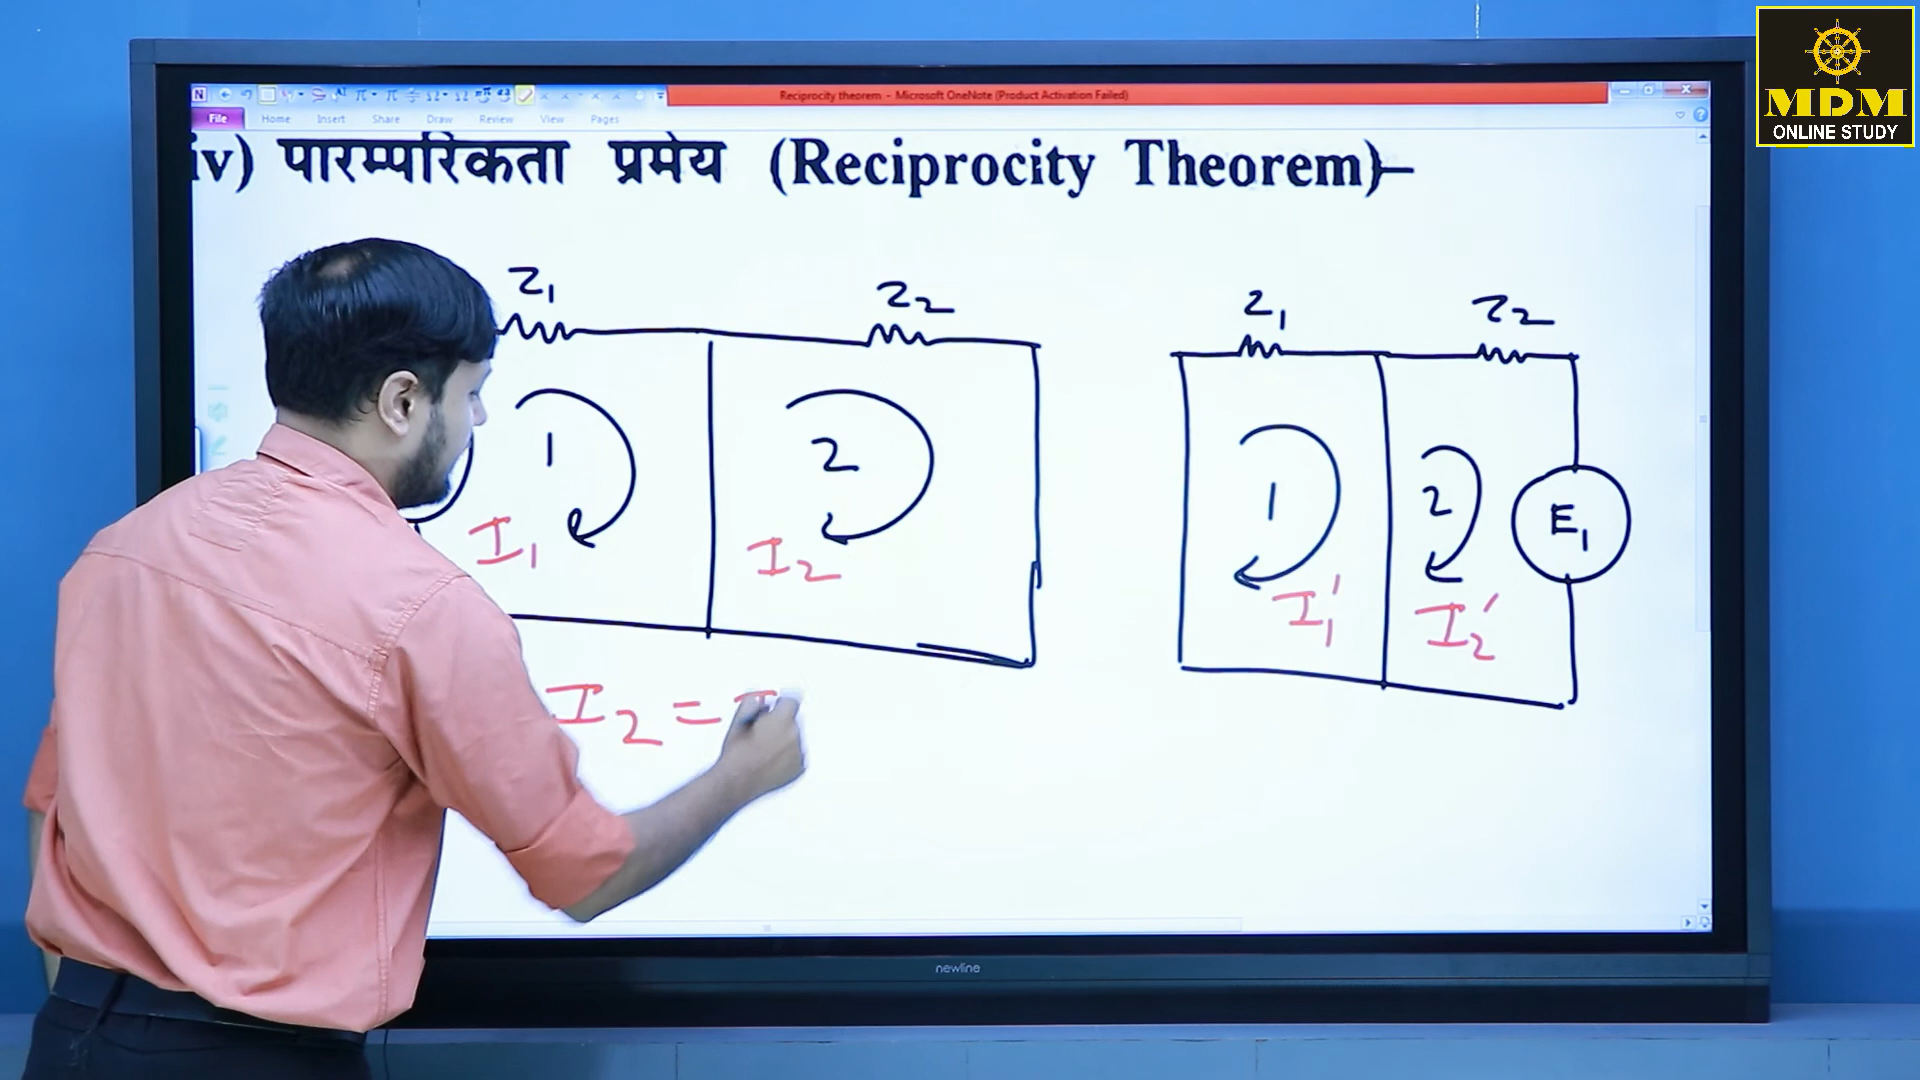 MDM
ONLINE STUDY
Reciprocity theorem - Microsoft OneNote (Product Activation Failed)
File Home Insert Share Draw Review View Pages
iv) पारम्परिकता प्रमेय (Reciprocity Theorem)–
Z1 Z2 Z1 Z2
1 2 1 2 E1
I1 I2 I1' I2'
I2 = I
newline